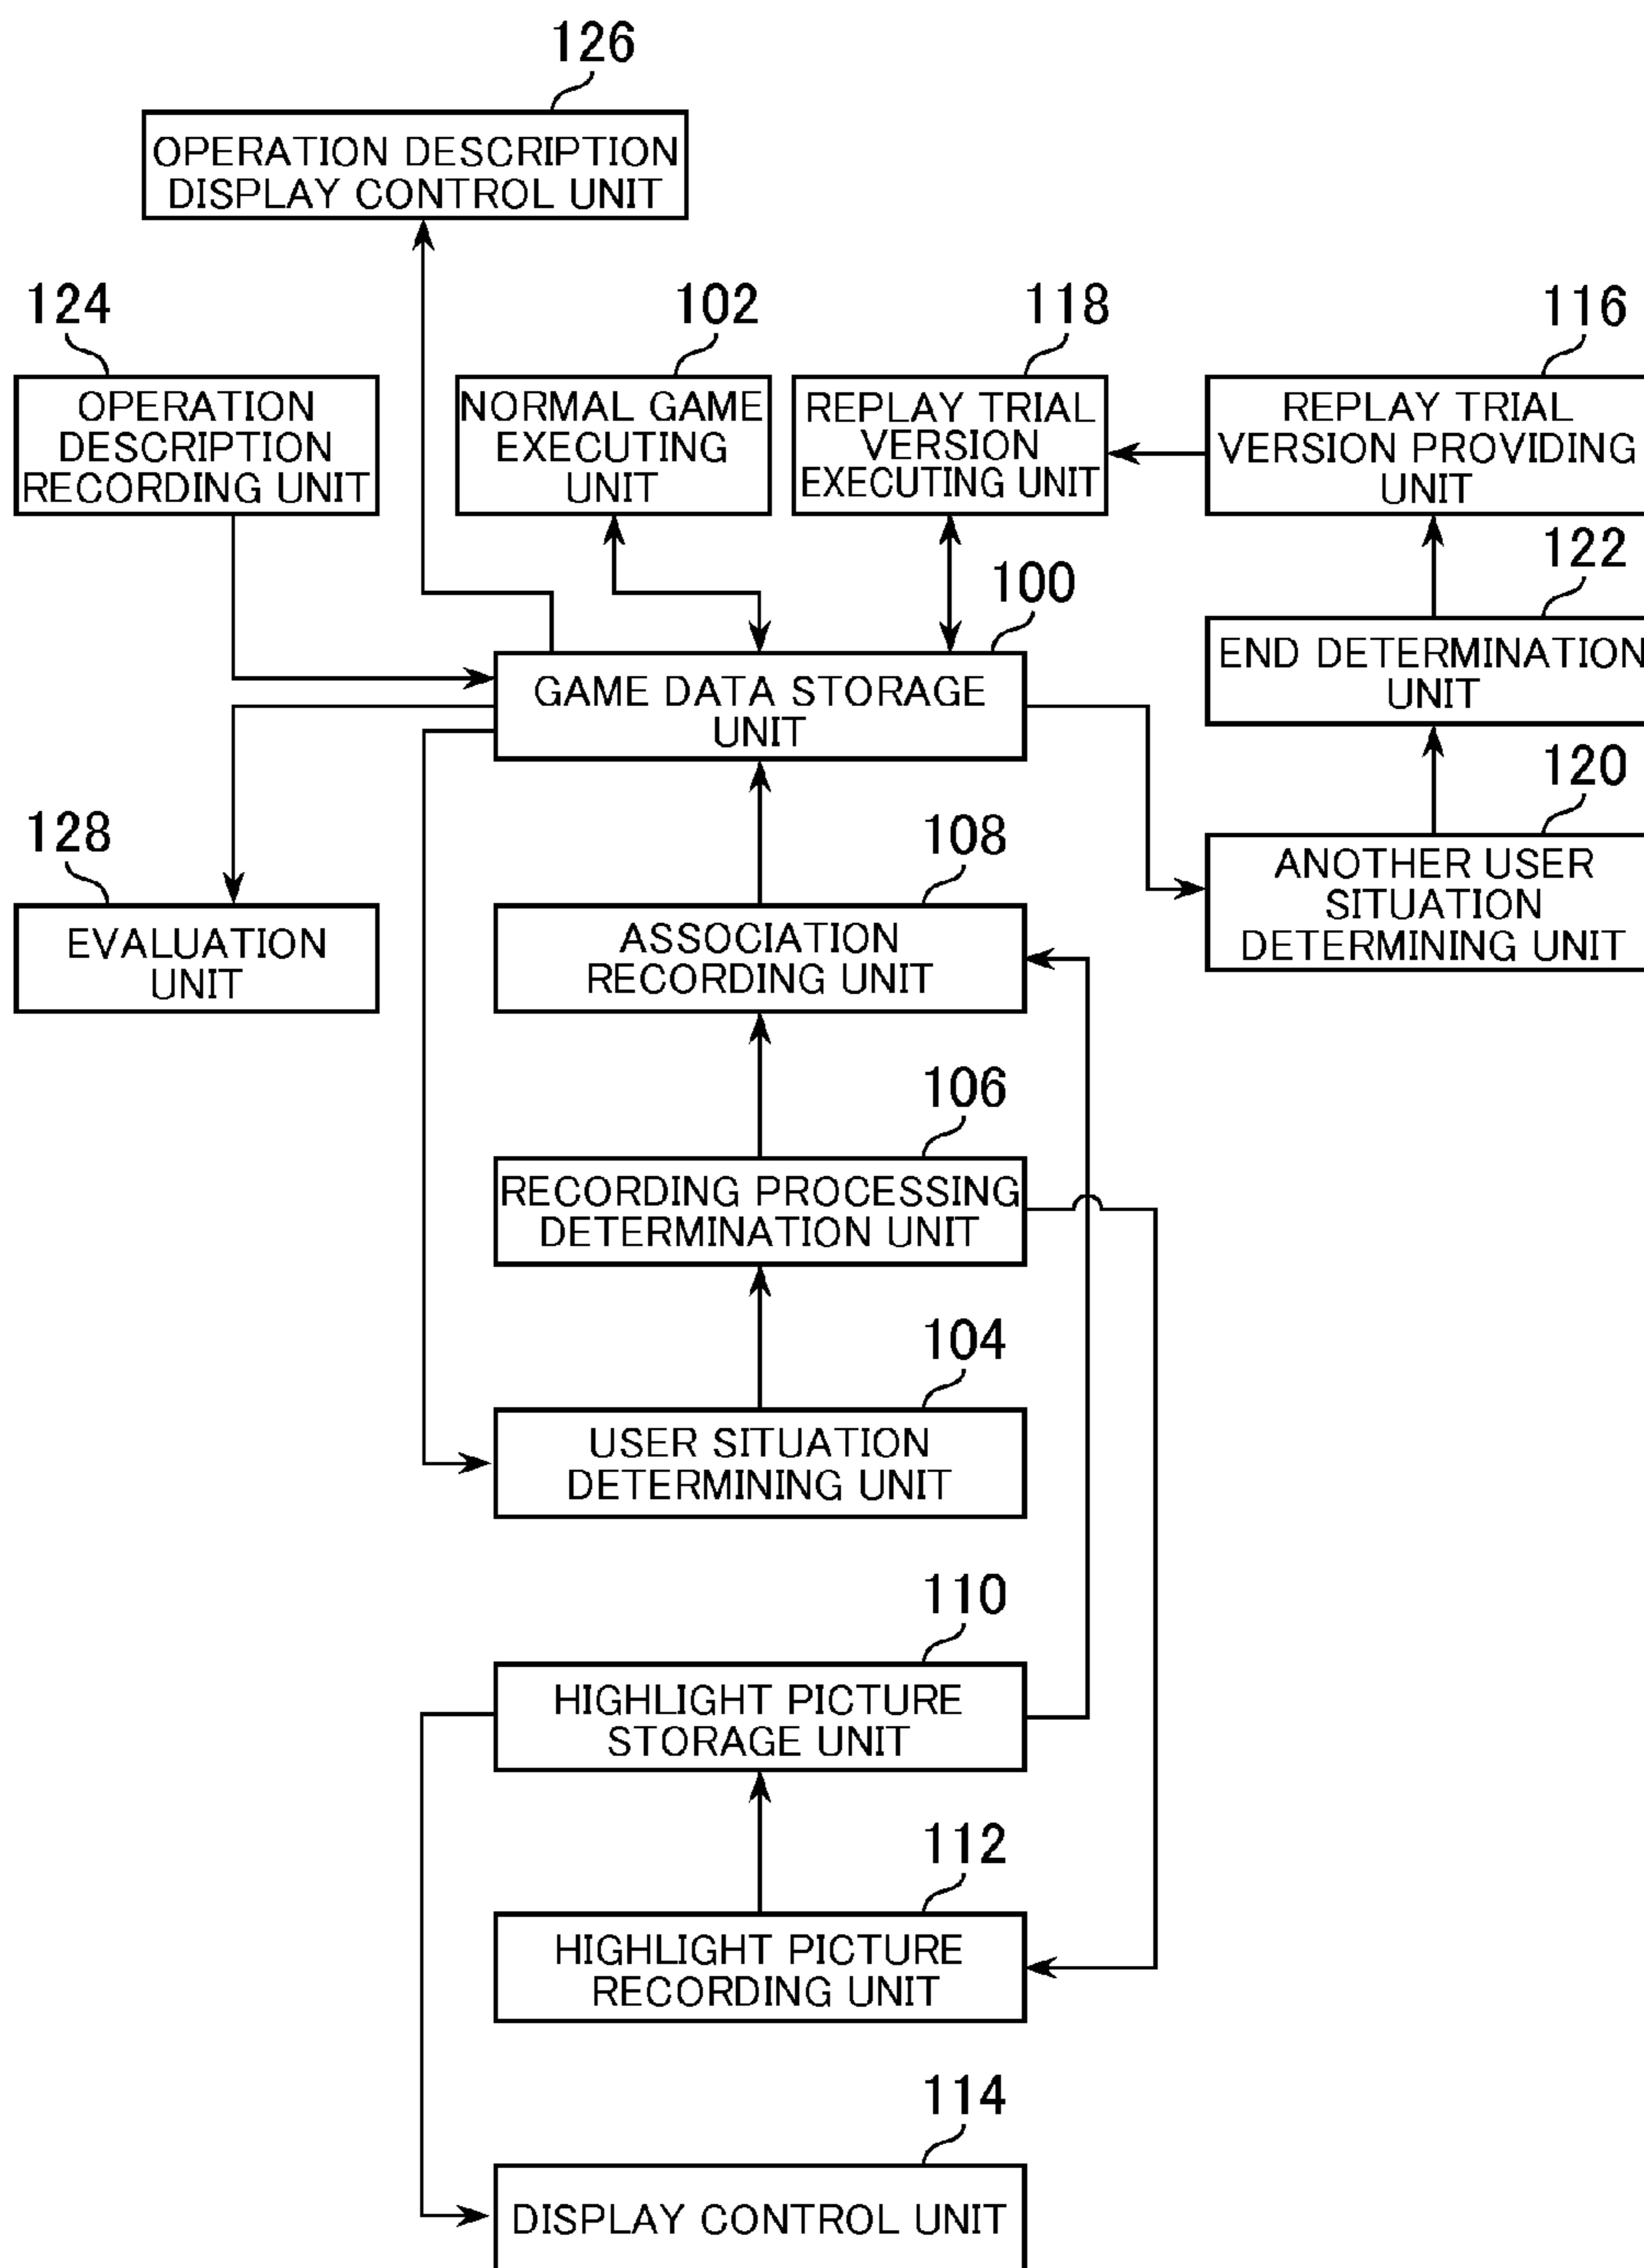 126
OPERATION DESCRIPTION
DISPLAY CONTROL UNIT
124
OPERATION
DESCRIPTION
RECORDING UNIT
102
NORMAL GAME
EXECUTING
UNIT
118
REPLAY TRIAL
VERSION
EXECUTING UNIT
116
REPLAY TRIAL
VERSION PROVIDING
UNIT
122
END DETERMINATION
UNIT
100
GAME DATA STORAGE
UNIT
120
ANOTHER USER
SITUATION
DETERMINING UNIT
128
EVALUATION
UNIT
108
ASSOCIATION
RECORDING UNIT
106
RECORDING PROCESSING
DETERMINATION UNIT
104
USER SITUATION
DETERMINING UNIT
110
HIGHLIGHT PICTURE
STORAGE UNIT
112
HIGHLIGHT PICTURE
RECORDING UNIT
114
DISPLAY CONTROL UNIT